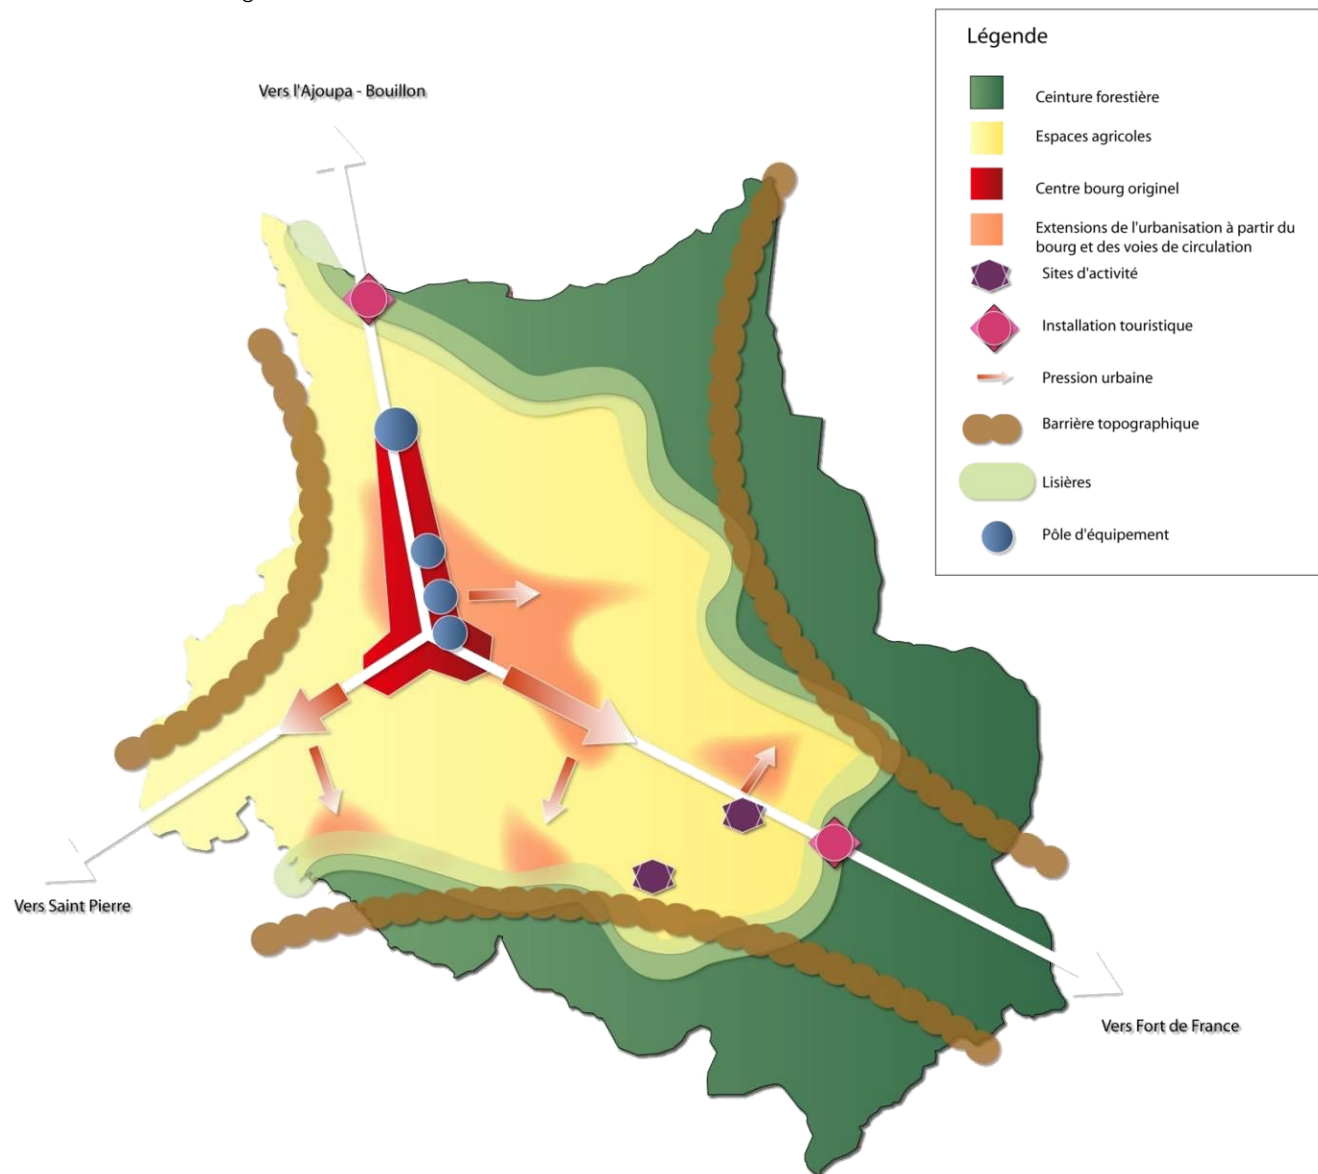 Légende
Vers l'Ajoupa - Bouillon
Ceinture forestière
Espaces agricoles
Centre bourg originel
Extensions de l'urbanisation à partir du
bourg et des voies de circulation
Sites d'activité
Installation touristique
Pression urbaine
Barrière topographique
Lisières
Pôle d'équipement
Vers Saint Pierre
Vers Fort de France